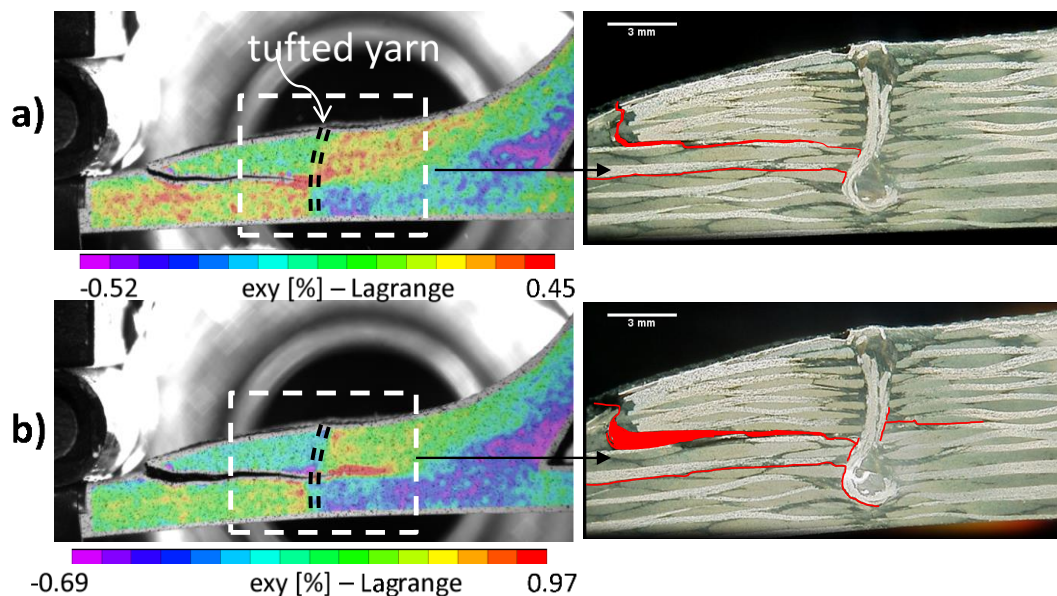 tufted yarn
a)
3 mm
-0.52 exy [%] – Lagrange 0.45
3 mm
b)
-0.69 exy [%] – Lagrange 0.97